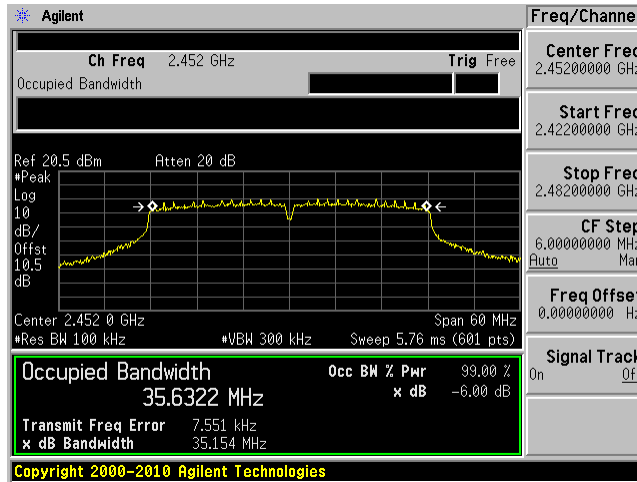 Agilent
Freq/Channel
Ch Freq 2.452 GHz Trig Free
Occupied Bandwidth
Center Freq
2.45200000 GHz
Start Freq
2.42200000 GHz
Stop Freq
2.48200000 GHz
CF Step
6.00000000 MHz
Auto Man
Freq Offset
0.00000000 Hz
Signal Track
On Off
Ref 20.5 dBm Atten 20 dB
#Peak
Log
10
dB/
Offst
10.5
dB
Center 2.452 0 GHz Span 60 MHz
#Res BW 100 kHz #VBW 300 kHz Sweep 5.76 ms (601 pts)
Occupied Bandwidth Occ BW % Pwr 99.00 %
35.6322 MHz x dB -6.00 dB
Transmit Freq Error 7.551 kHz
x dB Bandwidth 35.154 MHz
Copyright 2000-2010 Agilent Technologies